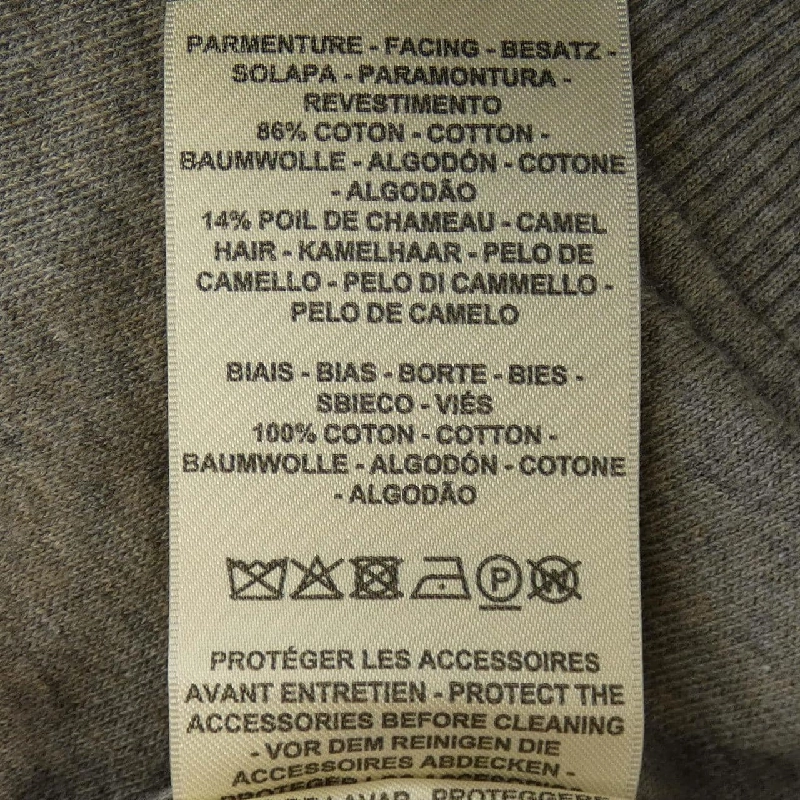 PARMENTURE - FACING - BESATZ -
SOLAPA - PARAMONTURA -
REVESTIMENTO
86% COTON - COTTON -
BAUMWOLLE - ALGODÓN - COTONE
- ALGODÃO
14% POIL DE CHAMEAU - CAMEL
HAIR - KAMELHAAR - PELO DE
CAMELLO - PELO DI CAMMELLO -
PELO DE CAMELO
BIAIS - BIAS - BORTE - BIES -
SBIECO - VIÉS
100% COTON - COTTON -
BAUMWOLLE - ALGODÓN - COTONE
- ALGODÃO
P W
PROTÉGER LES ACCESSOIRES
AVANT ENTRETIEN - PROTECT THE
ACCESSORIES BEFORE CLEANING
- VOR DEM REINIGEN DIE
ACCESSOIRES ABDECKEN -